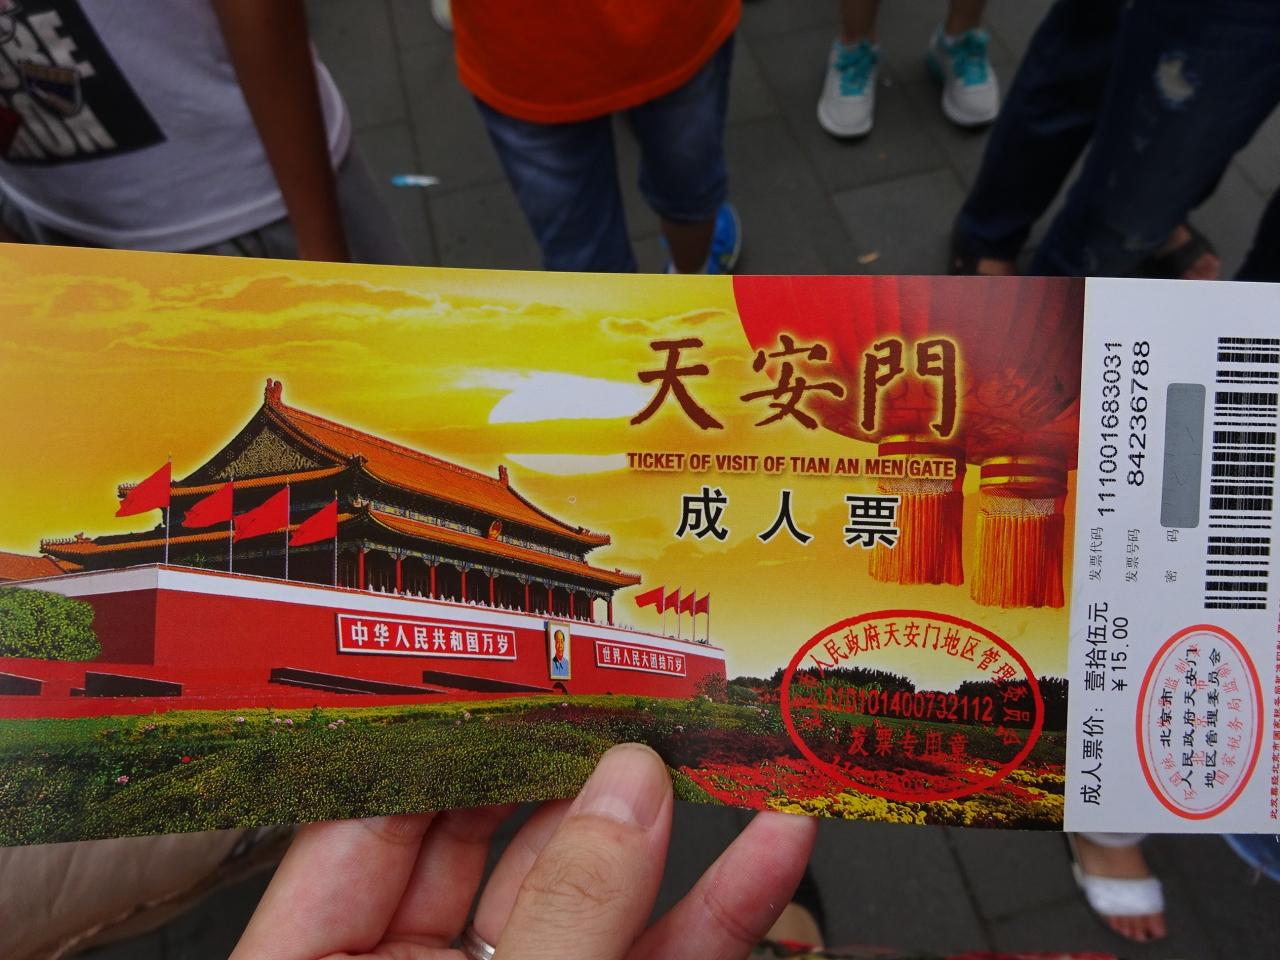 天安門
TICKET OF VISIT OF TIAN AN MEN GATE
成人票
中华人民共和国万岁
世界人民大团结万岁
人民政府天安门地区管理委员会
110101400732112
发票专用章
发票代码 111001683031
发票号码 84236788
密 码
成人票价： 壹拾伍元
¥15.00
北京市
人民政府天安门
地区管理委员会